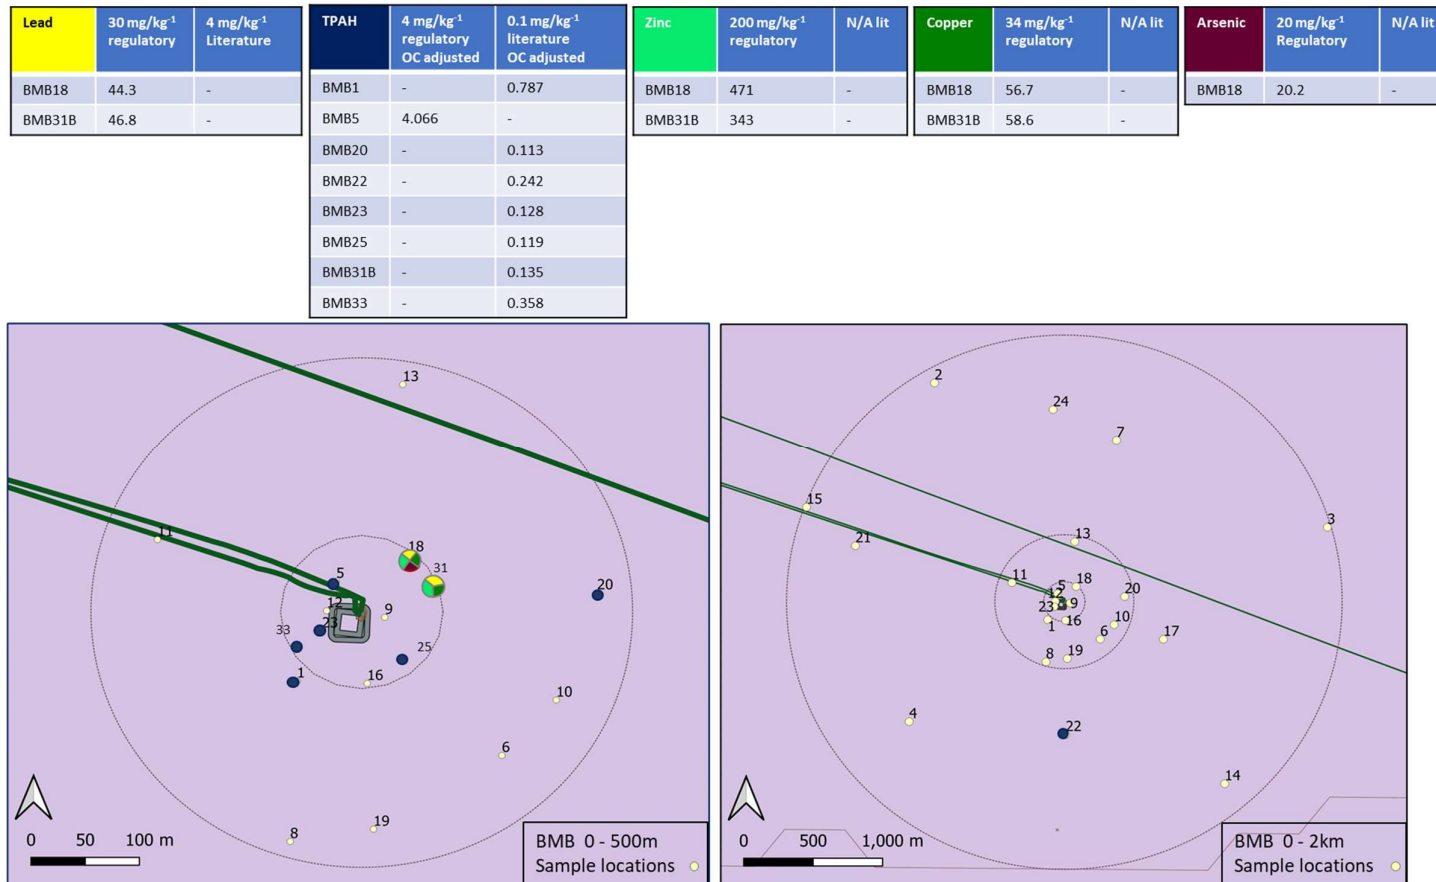 Lead 30 mg/kg⁻¹ regulatory 4 mg/kg⁻¹ Literature
BMB18 44.3 -
BMB31B 46.8 -
TPAH 4 mg/kg⁻¹ regulatory OC adjusted 0.1 mg/kg⁻¹ literature OC adjusted
BMB1 - 0.787
BMB5 4.066 -
BMB20 - 0.113
BMB22 - 0.242
BMB23 - 0.128
BMB25 - 0.119
BMB31B - 0.135
BMB33 - 0.358
Zinc 200 mg/kg⁻¹ regulatory N/A lit
BMB18 471 -
BMB31B 343 -
Copper 34 mg/kg⁻¹ regulatory N/A lit
BMB18 56.7 -
BMB31B 58.6 -
Arsenic 20 mg/kg⁻¹ Regulatory N/A lit
BMB18 20.2 -
13
11
18
5
31
20
12
9
23
33
25
1
16
10
6
19
8
0 50 100 m
BMB 0 - 500m
Sample locations
2
24
7
15
3
13
21
11
5
18
12
20
23
9
1
16
10
6
17
8
19
4
22
14
0 500 1,000 m
BMB 0 - 2km
Sample locations